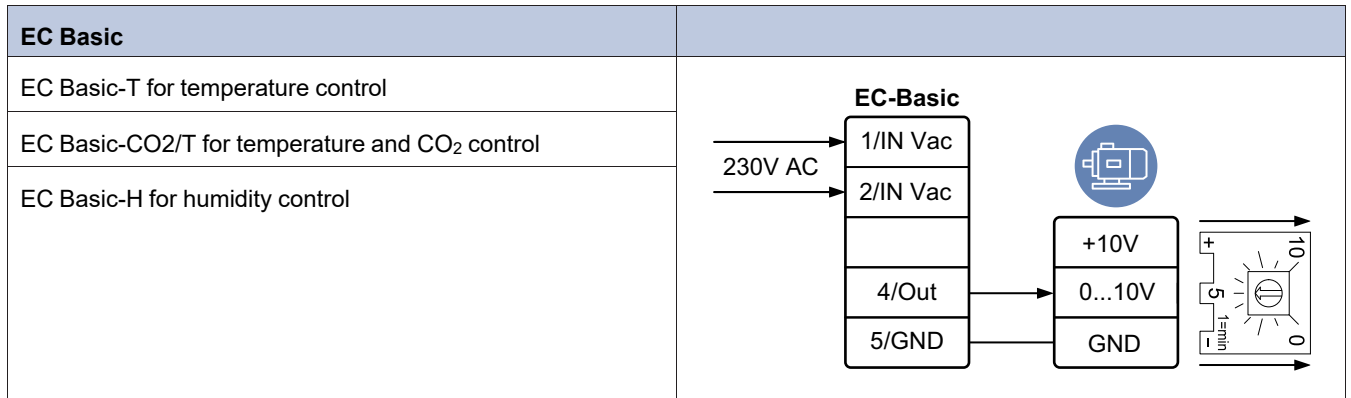 EC Basic
EC Basic-T for temperature control
EC Basic-CO2/T for temperature and CO₂ control
EC Basic-H for humidity control
EC-Basic
230V AC
1/IN Vac
2/IN Vac
4/Out
5/GND
+10V
0...10V
GND
+
10
5
1=min
-
0